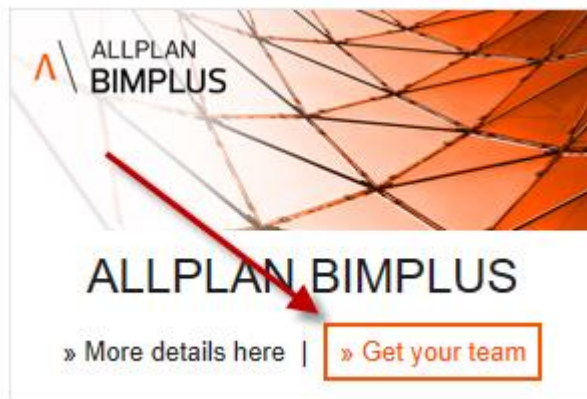 ALLPLAN
BIMPLUS
ALLPLAN BIMPLUS
» More details here | » Get your team